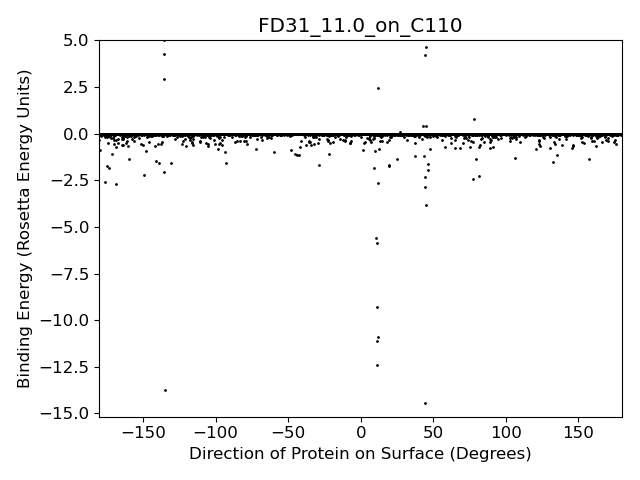 FD31_11.0_on_C110
Binding Energy (Rosetta Energy Units)
5.0
2.5
0.0
−2.5
−5.0
−7.5
−10.0
−12.5
−15.0
−150 −100 −50 0 50 100 150
Direction of Protein on Surface (Degrees)